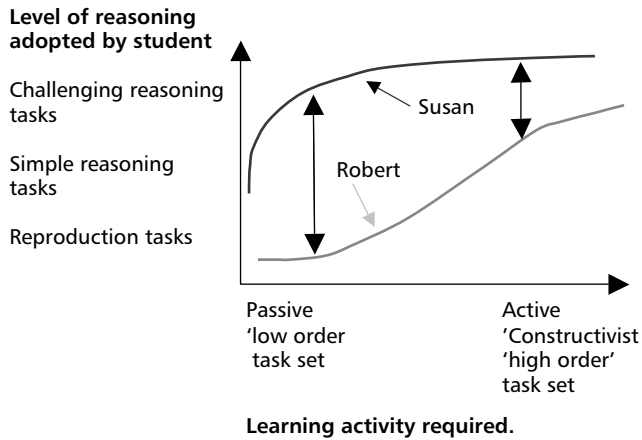 Level of reasoning
adopted by student
Challenging reasoning
tasks
Simple reasoning
tasks
Reproduction tasks
Susan
Robert
Passive
‘low order
task set
Active
‘Constructivist
‘high order’
task set
Learning activity required.